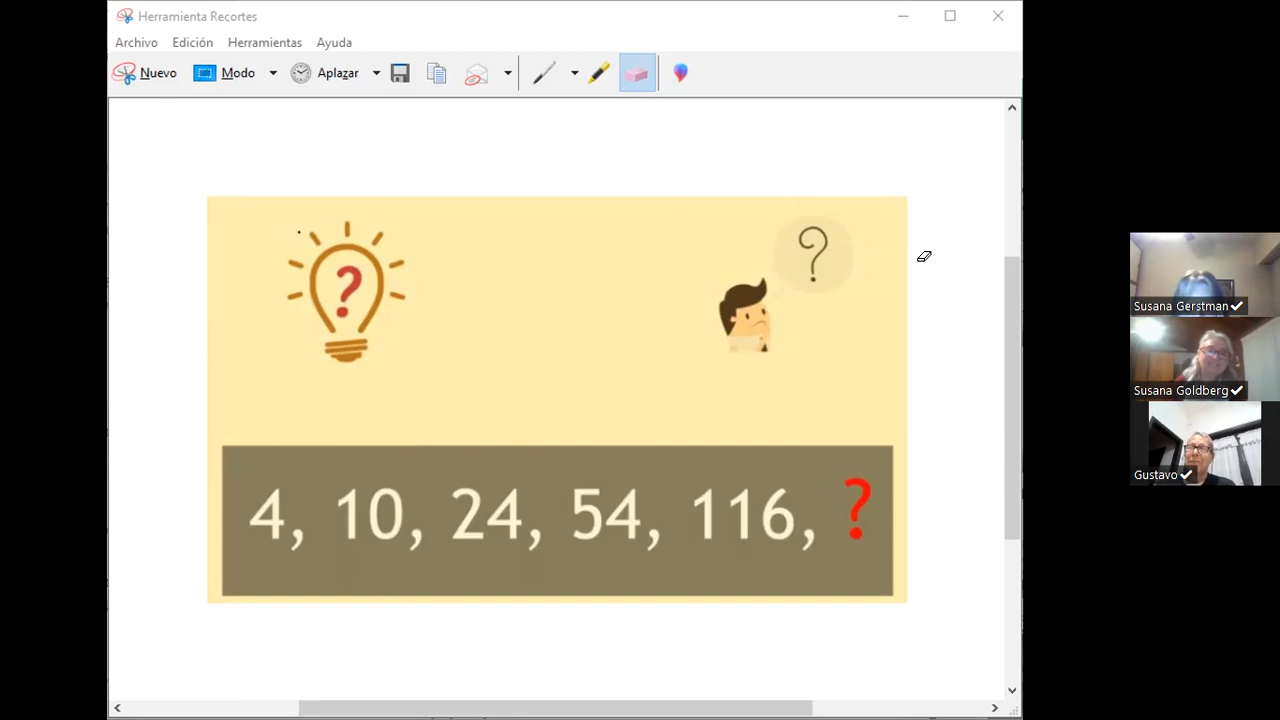 Herramienta Recortes
Archivo Edición Herramientas Ayuda
Nuevo Modo Aplazar
?
?
4, 10, 24, 54, 116, ?
Susana Gerstman
Susana Goldberg
Gustavo